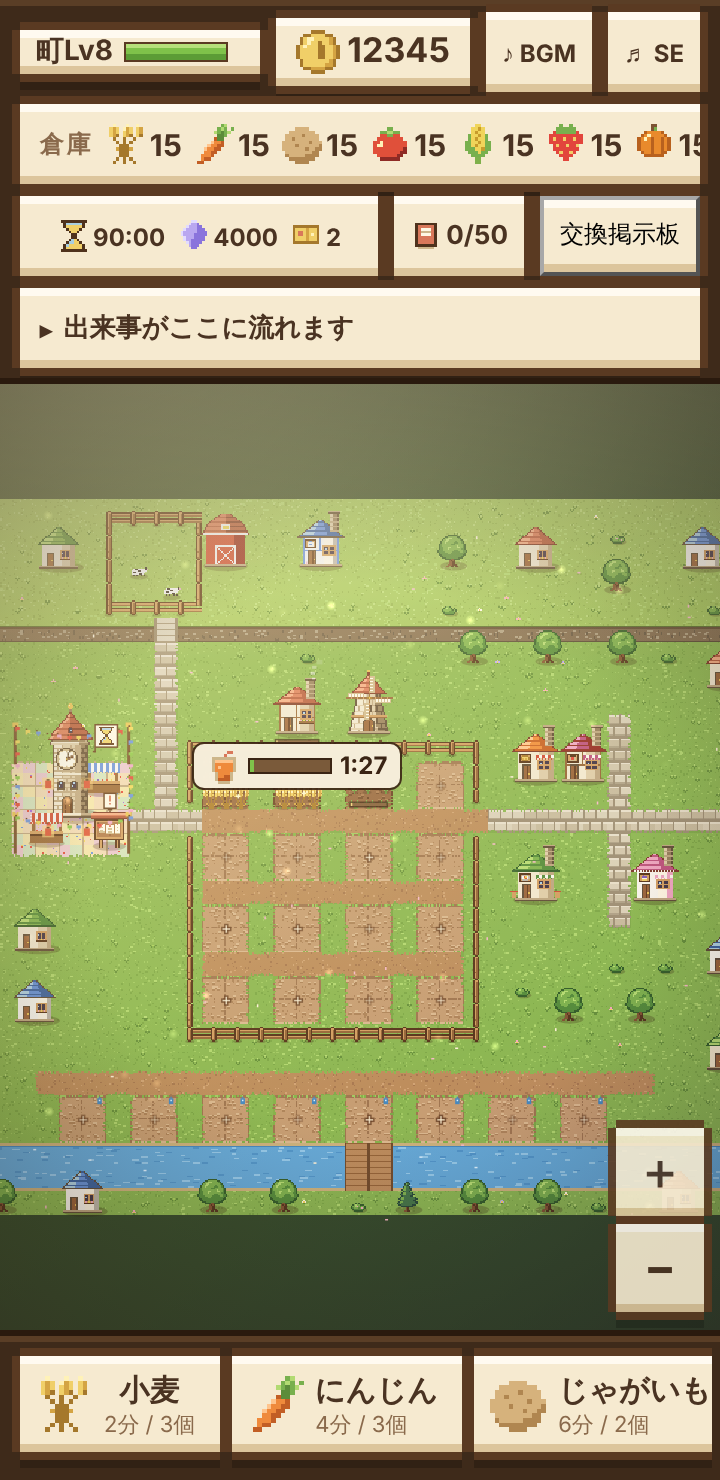 町Lv8 12345 ♪ BGM ♬ SE
倉庫 15 15 15 15 15 15 15
90:00 4000 2 0/50 交換掲示板
▶ 出来事がここに流れます
1:27
+
−
小麦 にんじん じゃがいも
2分 / 3個 4分 / 3個 6分 / 2個